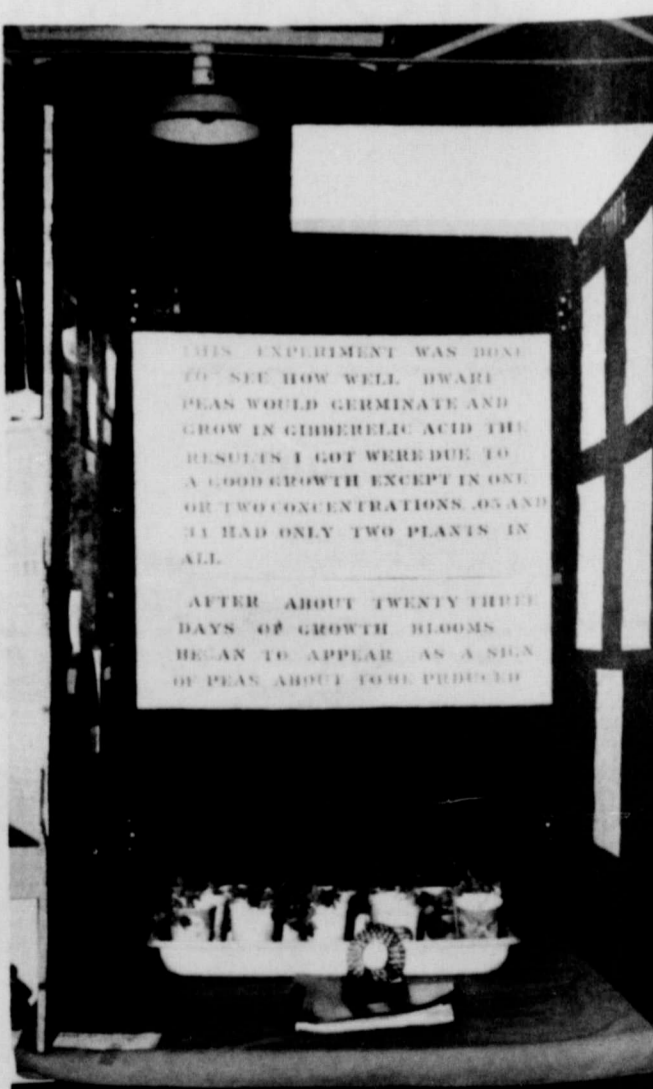 THIS EXPERIMENT WAS DONE
TO SEE HOW WELL DWARF
PEAS WOULD GERMINATE AND
GROW IN GIBBERELIC ACID THE
RESULTS I GOT WERE DUE TO
A GOOD GROWTH EXCEPT IN ONE
OR TWO CONCENTRATIONS .05 AND
HAD ONLY TWO PLANTS IN
ALL
AFTER ABOUT TWENTY THREE
DAYS OF GROWTH BLOOMS
BEGAN TO APPEAR AS A SIGN
OF PEAS ABOUT TO BE PRDUCED